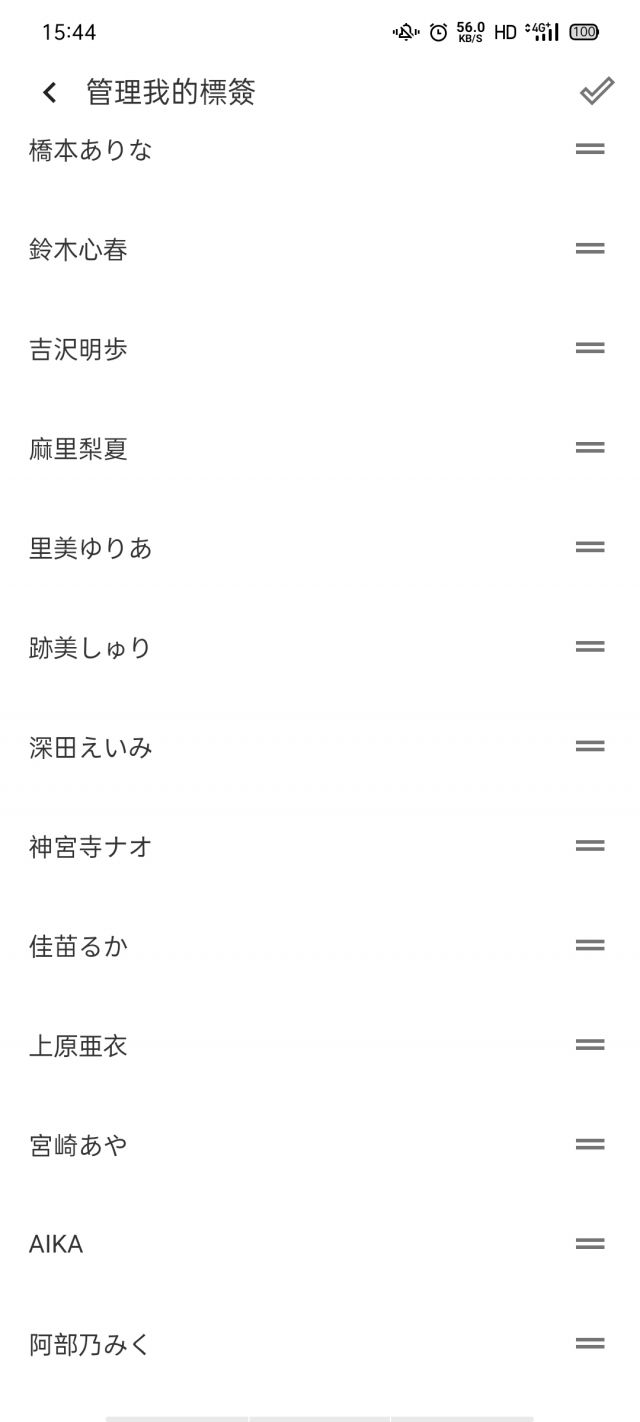 15:44 56.0 KB/S HD 4G+ 100
管理我的標簽
橋本ありな
鈴木心春
吉沢明歩
麻里梨夏
里美ゆりあ
跡美しゅり
深田えいみ
神宮寺ナオ
佳苗るか
上原亜衣
宮崎あや
AIKA
阿部乃みく